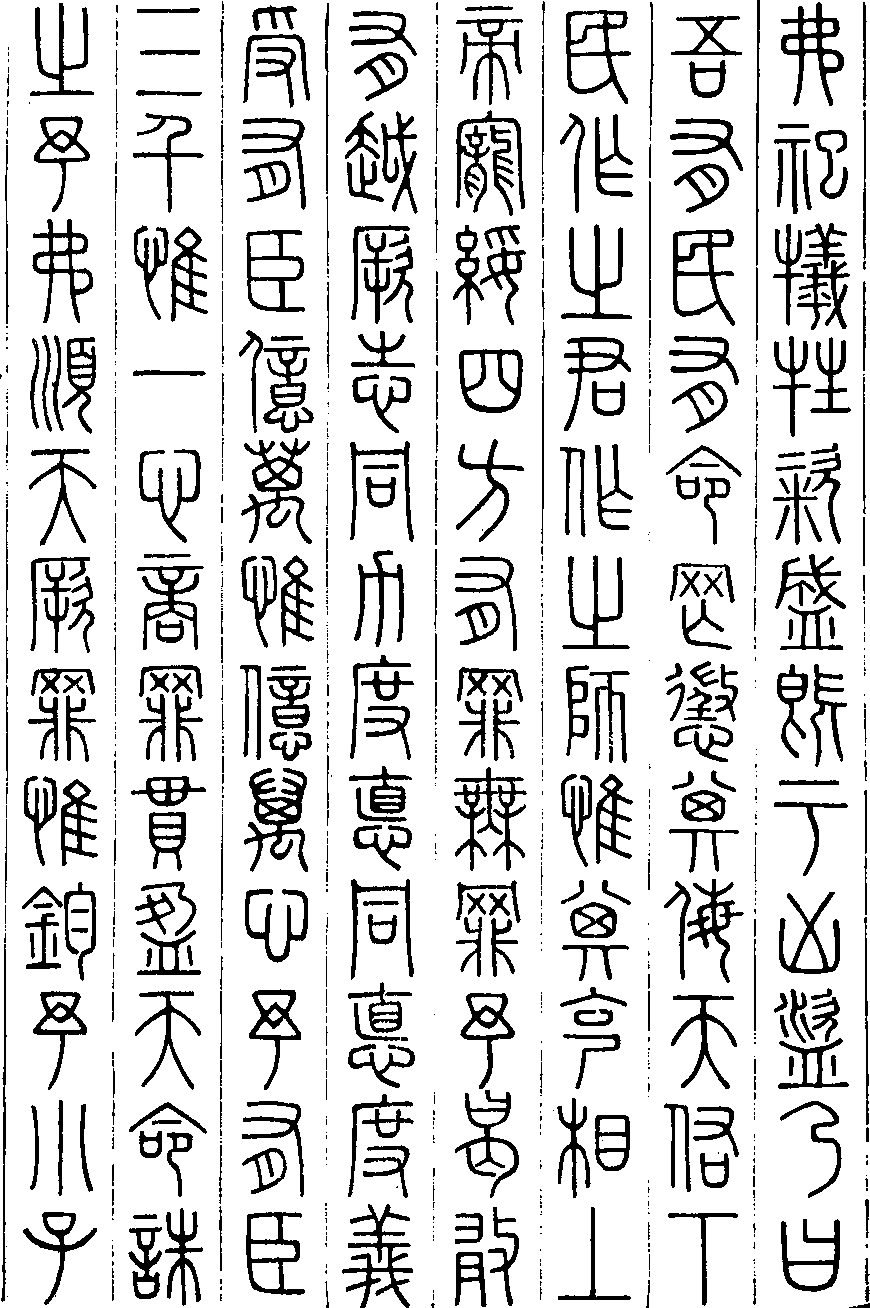 弗祀犧牲粢盛既于凶盜乃曰
吾有民有命罔懲其侮天佑下
民作之君作之師惟其克相上
帝寵綏四方有罪無罪予曷敢
有越厥志同力度悳同悳度義
受有臣億萬惟億萬心予有臣
三千惟一心商罪貫盈天命誅
之予弗順天厥罪惟鈞予小子